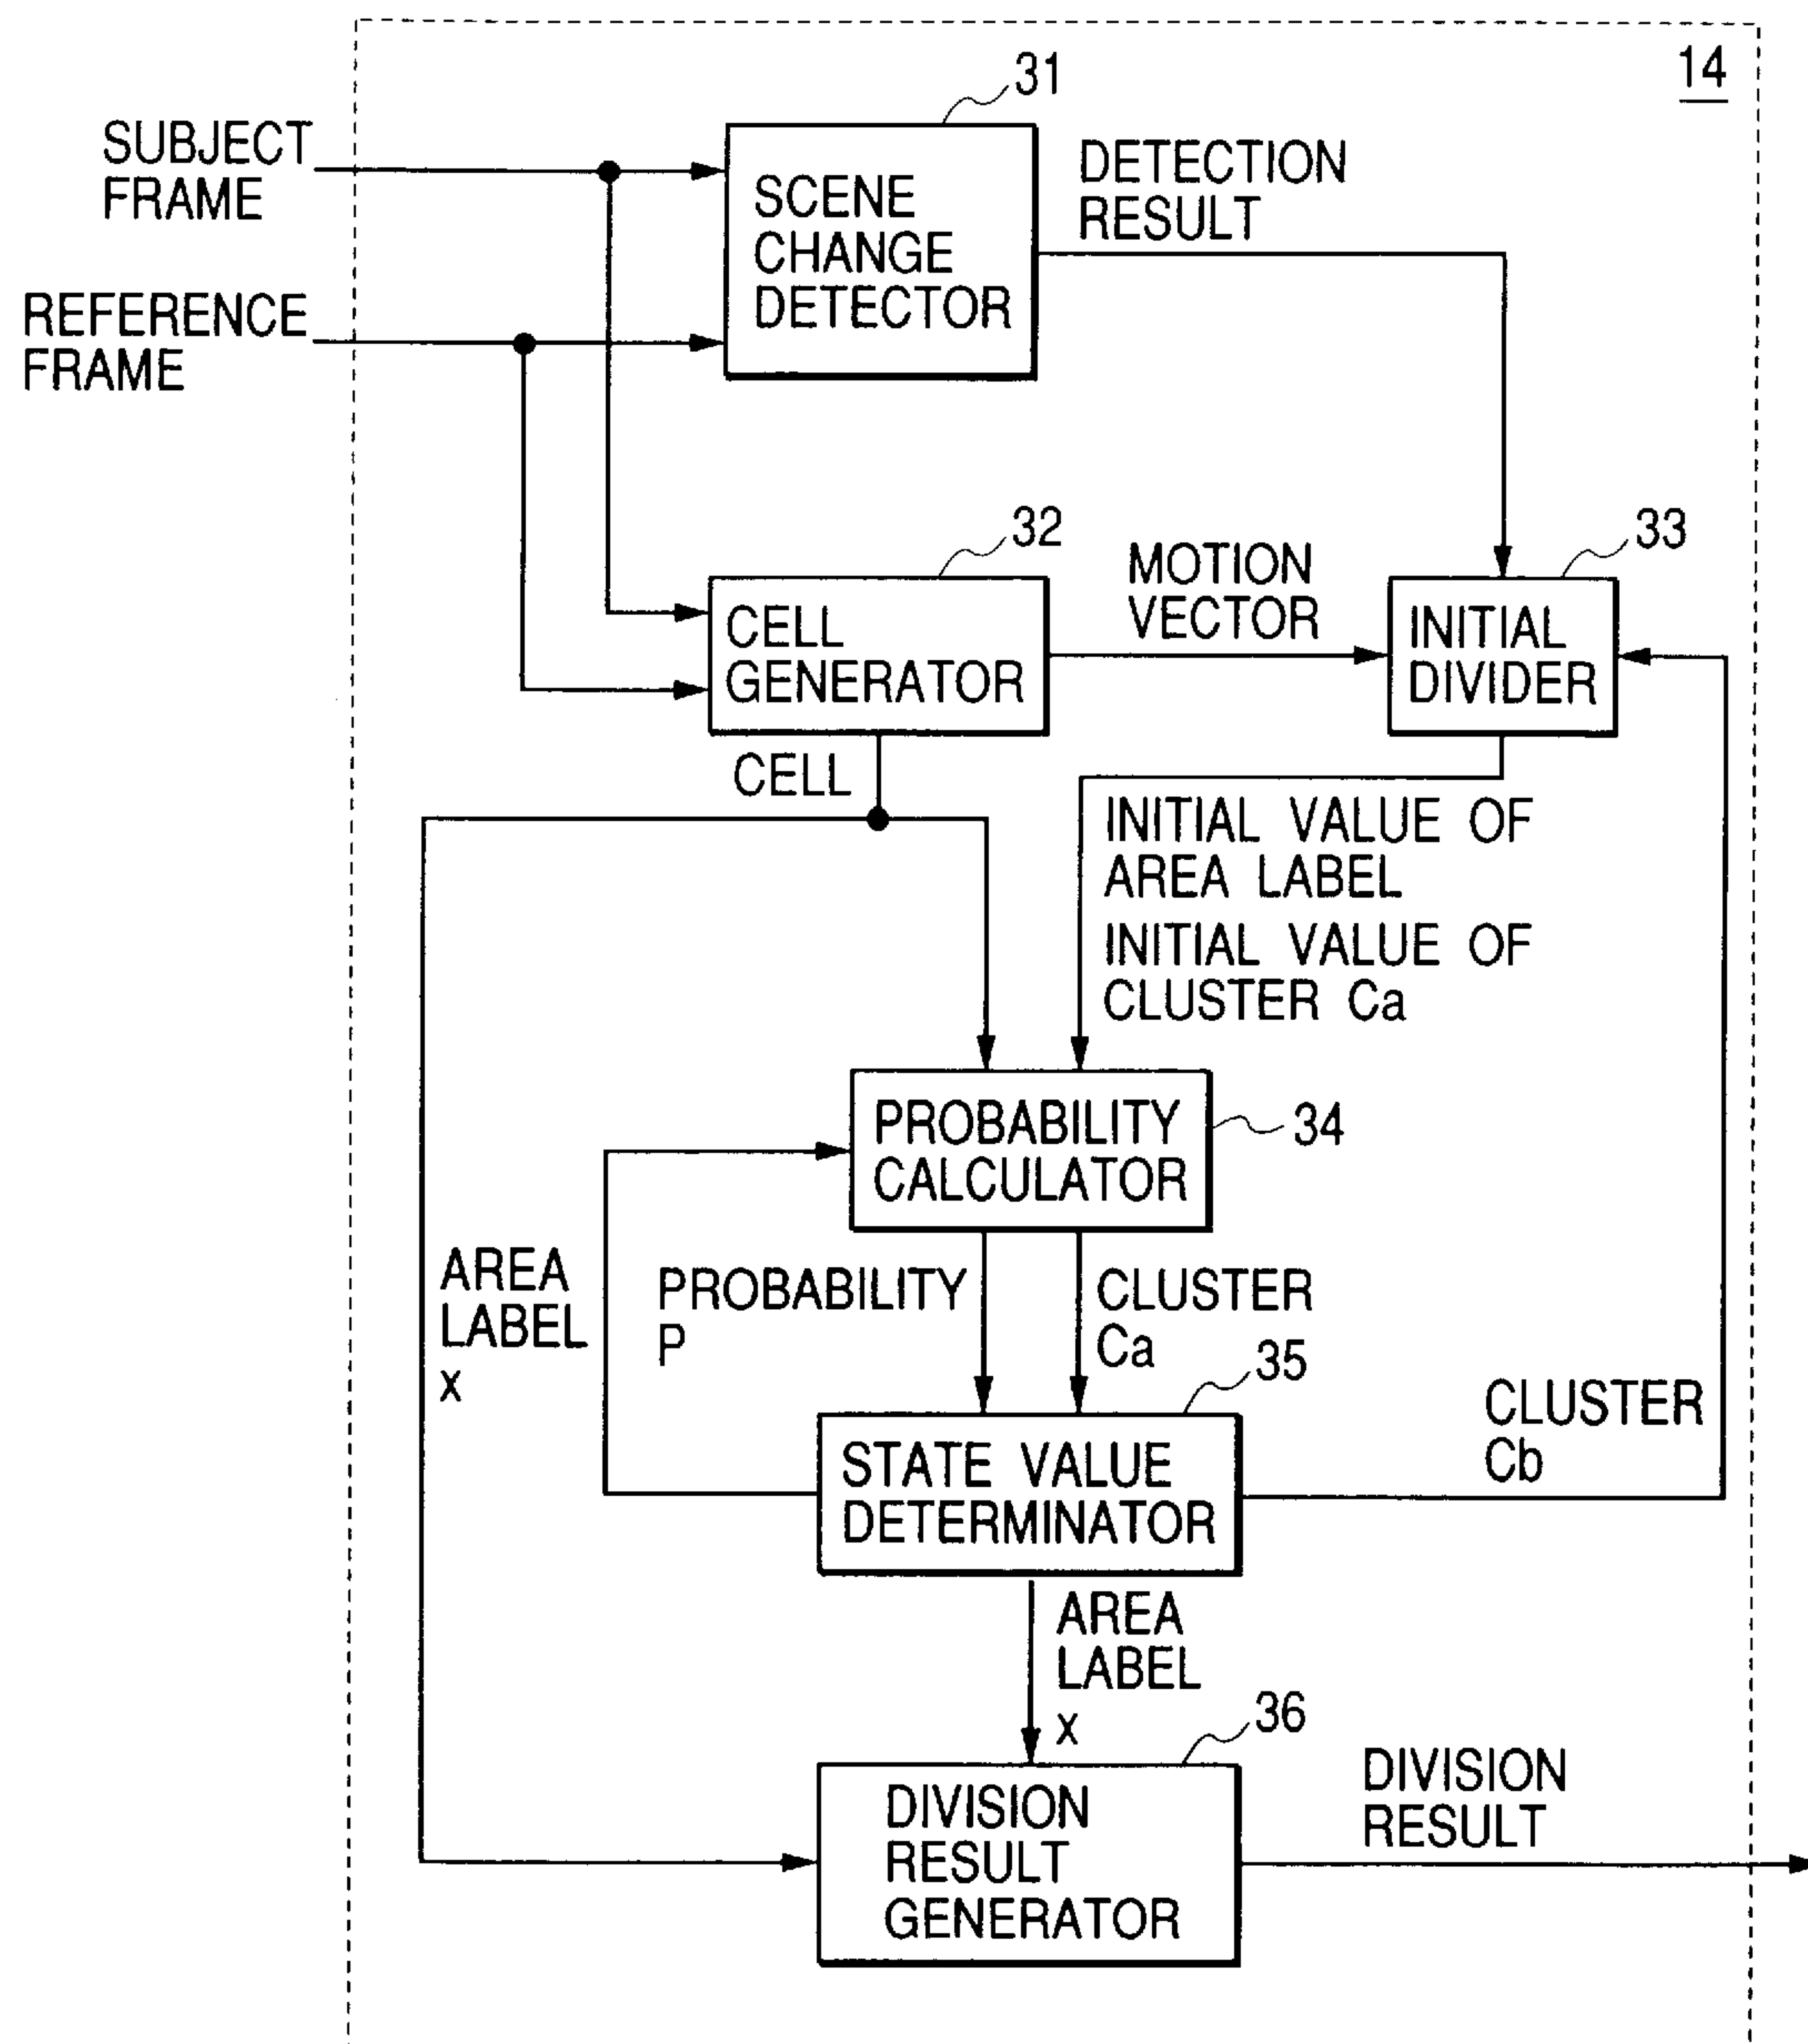 14
31
SUBJECT
FRAME
SCENE
CHANGE
DETECTOR
DETECTION
RESULT
REFERENCE
FRAME
32
33
CELL
GENERATOR
MOTION
VECTOR
INITIAL
DIVIDER
CELL
INITIAL VALUE OF
AREA LABEL
INITIAL VALUE OF
CLUSTER Ca
PROBABILITY
CALCULATOR
34
AREA
LABEL
x
PROBABILITY
P
CLUSTER
Ca
35
STATE VALUE
DETERMINATOR
CLUSTER
Cb
AREA
LABEL
x
36
DIVISION
RESULT
GENERATOR
DIVISION
RESULT